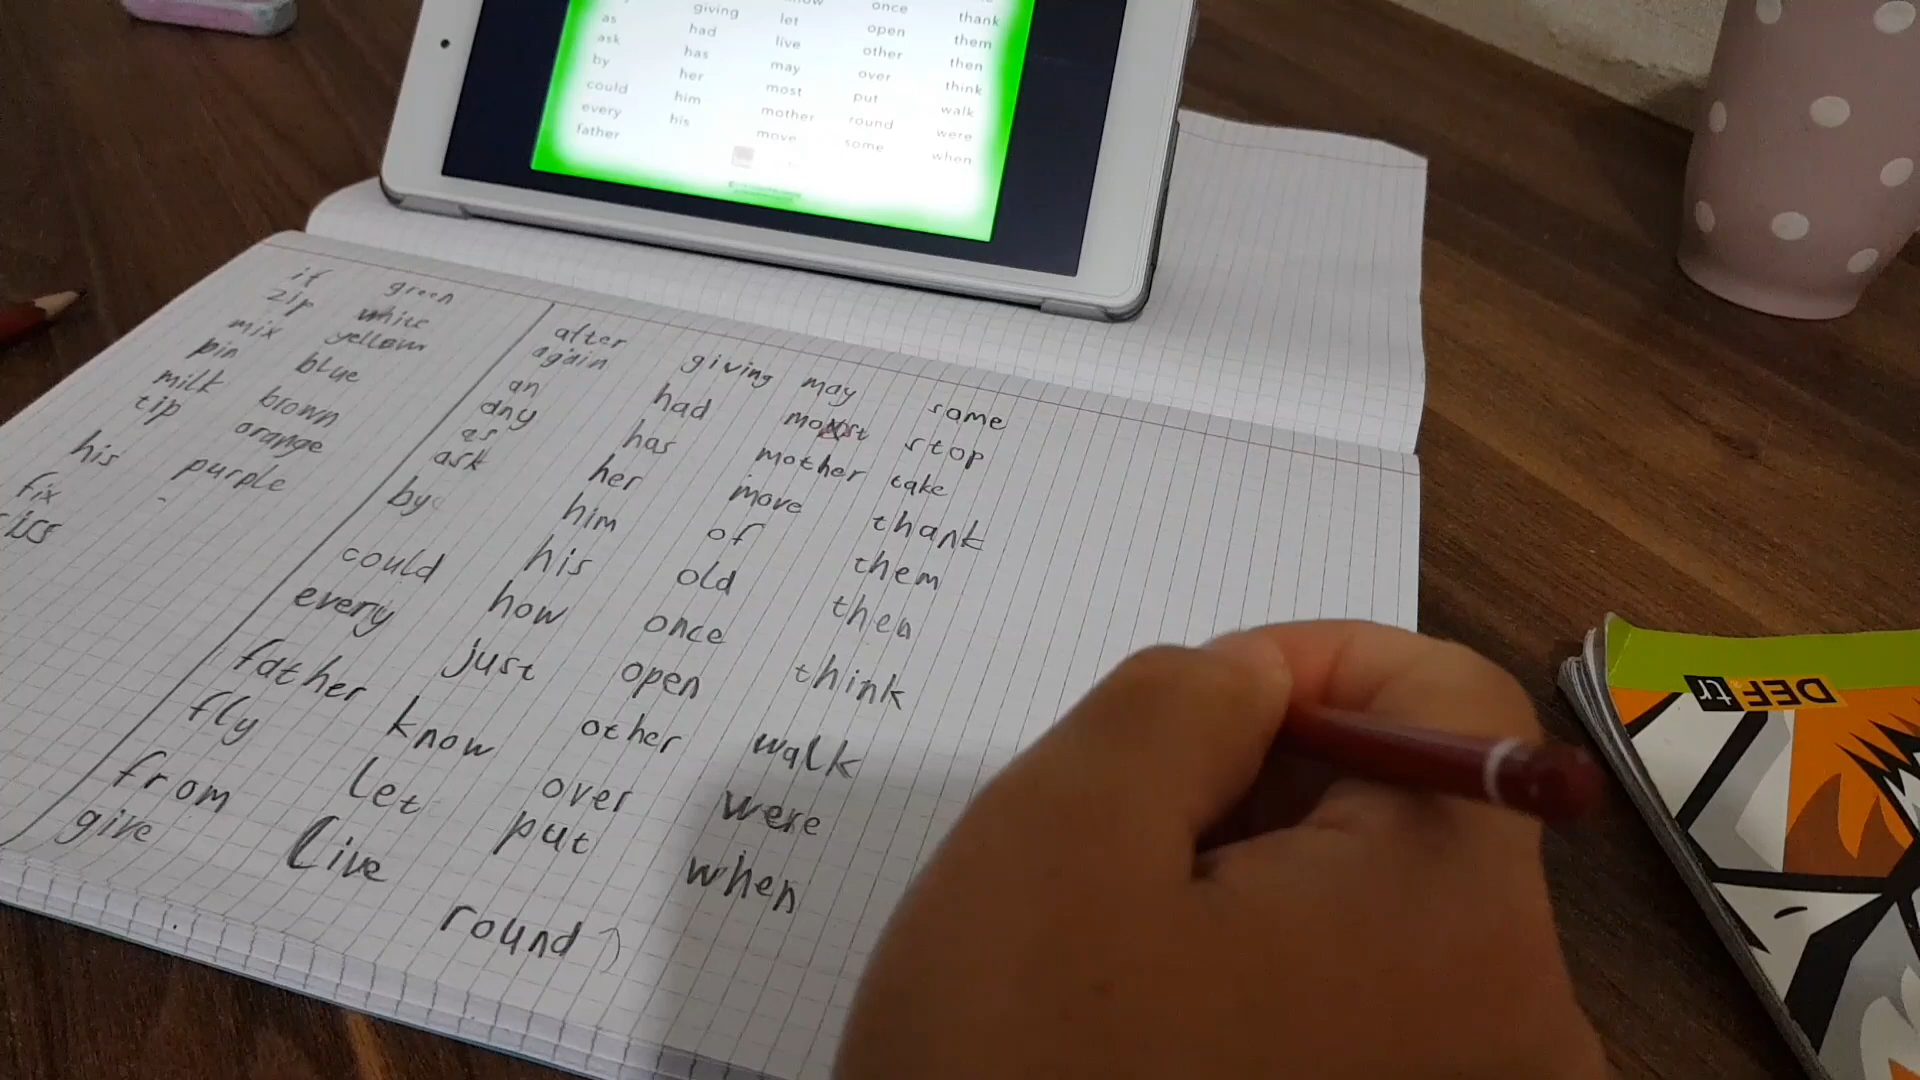 giving
know
once
as
had
let
open
thank
ask
has
live
other
them
by
her
may
over
then
could
him
most
put
think
every
his
mother
round
walk
father
move
some
were
when
if green
zip white
mix yellow
pin blue
milk brown
tip orange
his purple
fix
after
again
an
any
as
ask
by
could
every
father
fly
from
give
giving
had
has
her
him
his
how
just
know
let
live
may
most
mother
move
of
old
once
open
other
over
put
round
some
stop
take
thank
them
then
think
walk
were
when
DEFtr